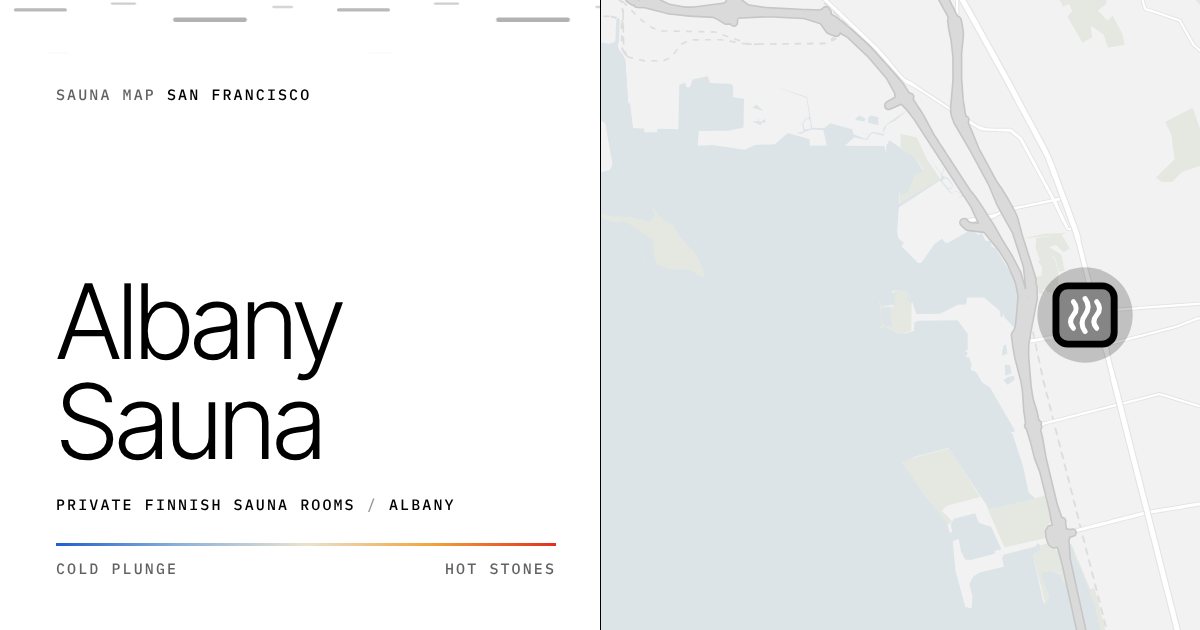 SAUNA MAP SAN FRANCISCO
Albany
Sauna
PRIVATE FINNISH SAUNA ROOMS / ALBANY
COLD PLUNGE HOT STONES